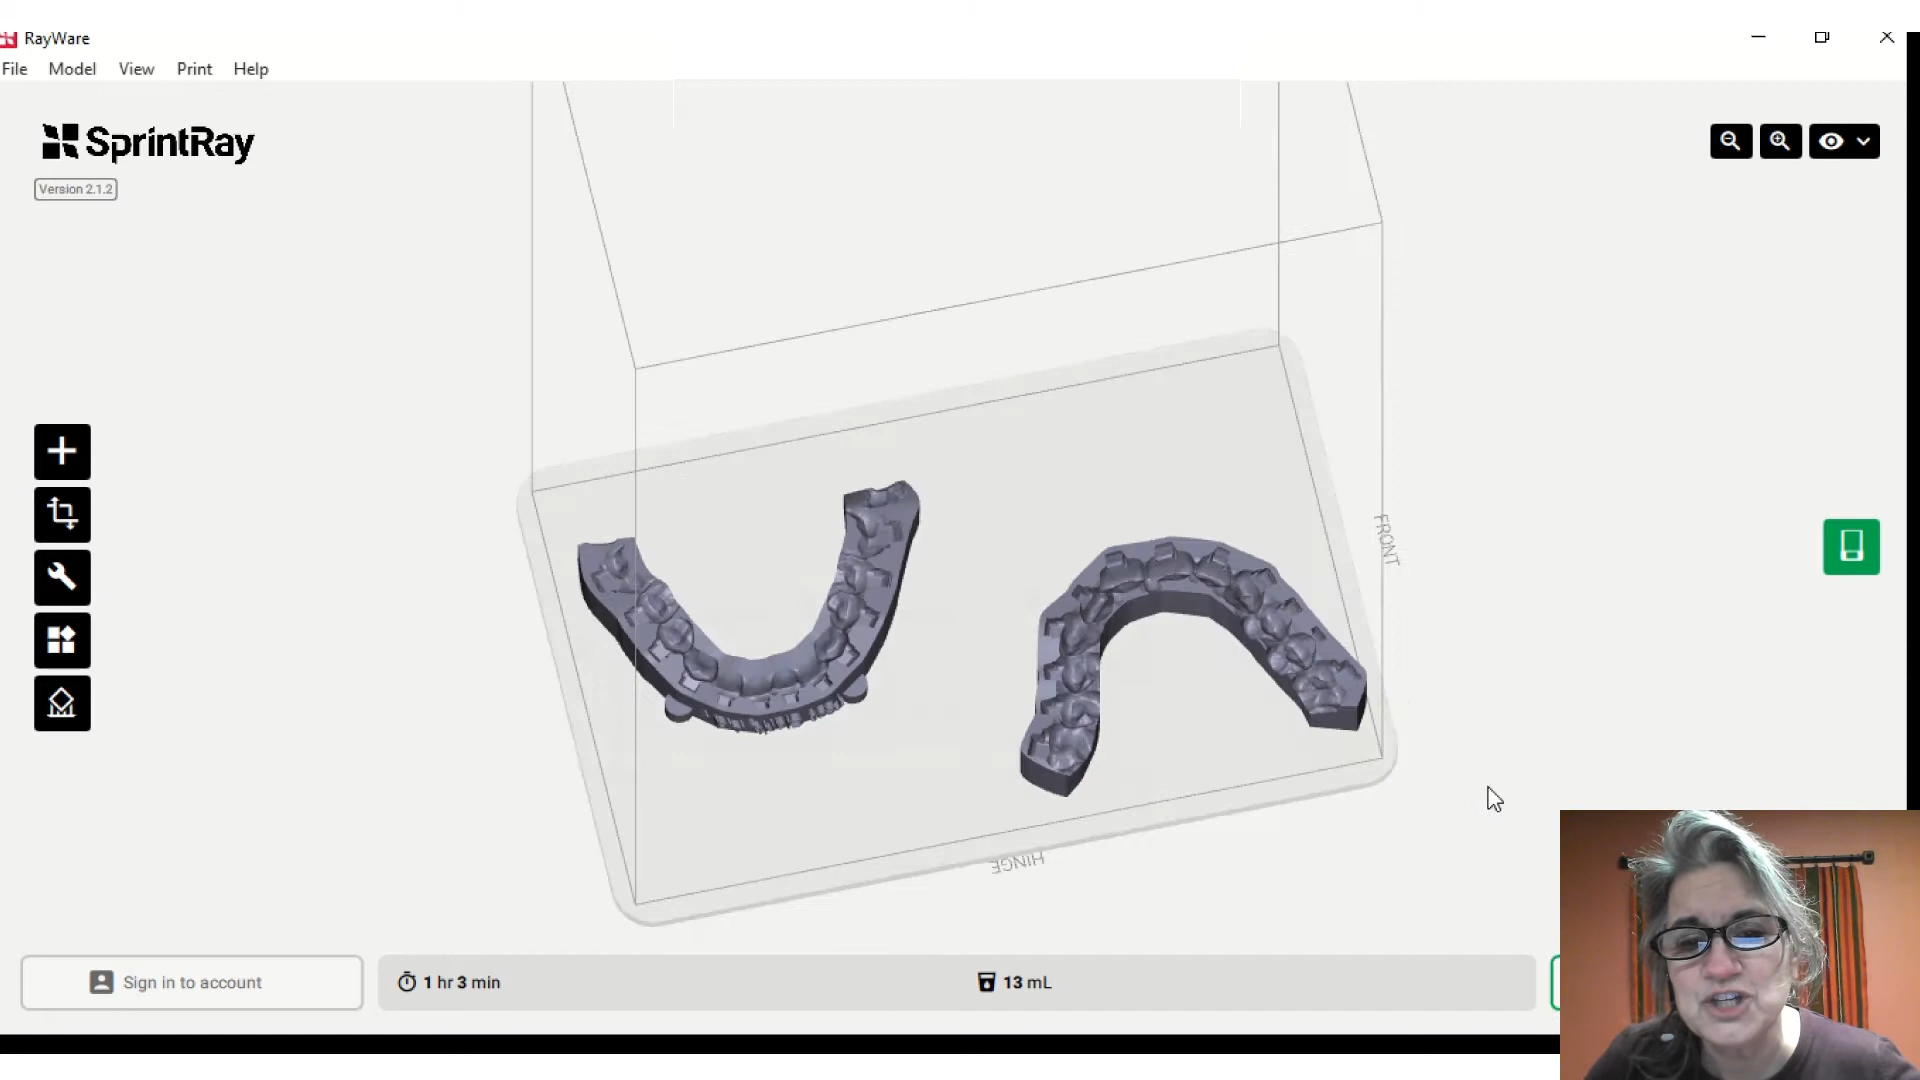 RayWare
File Model View Print Help
SprintRay
Version 2.1.2
FRONT
HINGE
Sign in to account
1 hr 3 min
13 mL